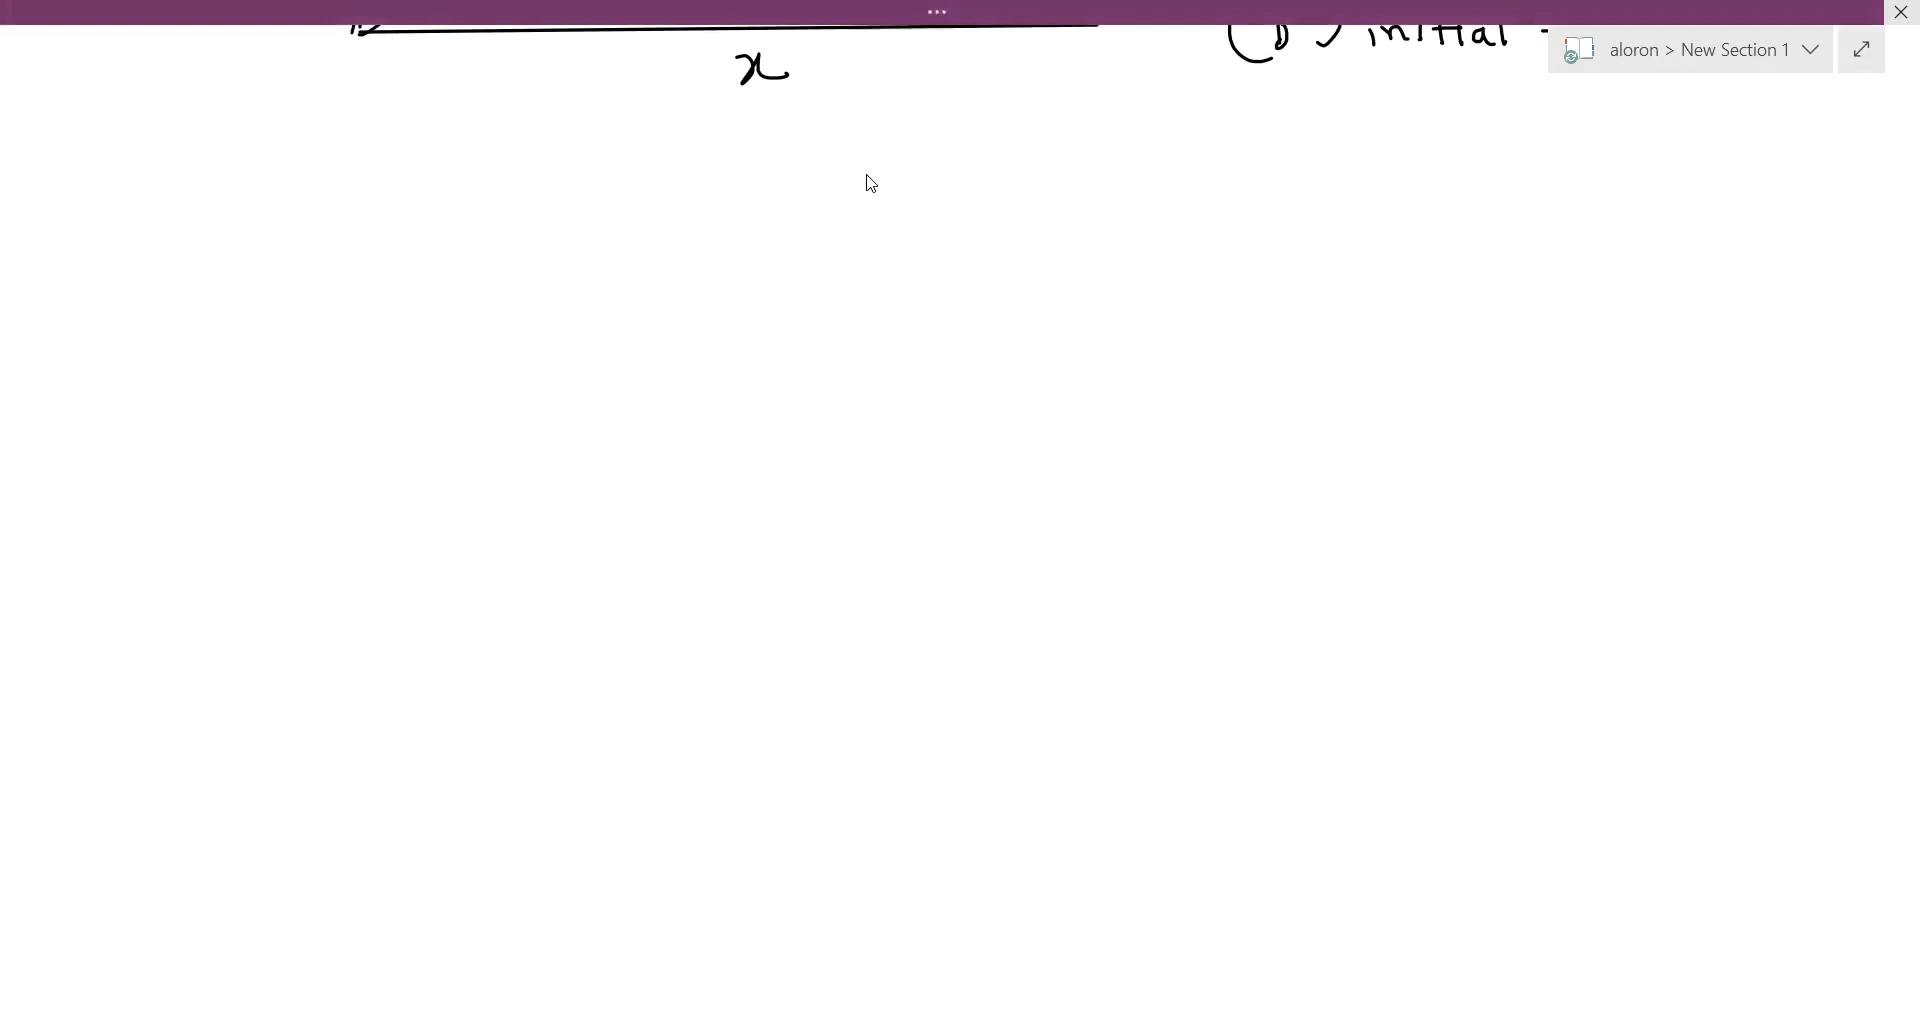 initial
aloron > New Section 1
x